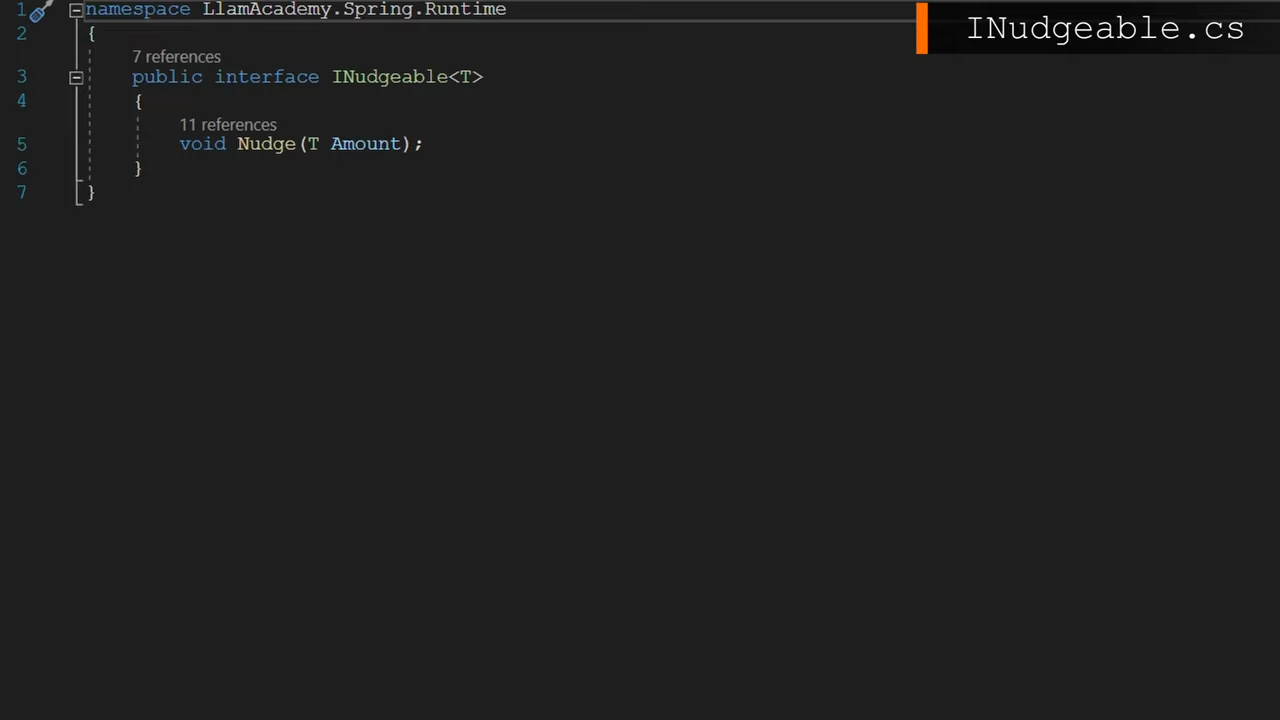 INudgeable.cs
1 namespace LlamAcademy.Spring.Runtime
2 {
7 references
3 public interface INudgeable<T>
4 {
11 references
5 void Nudge(T Amount);
6 }
7 }